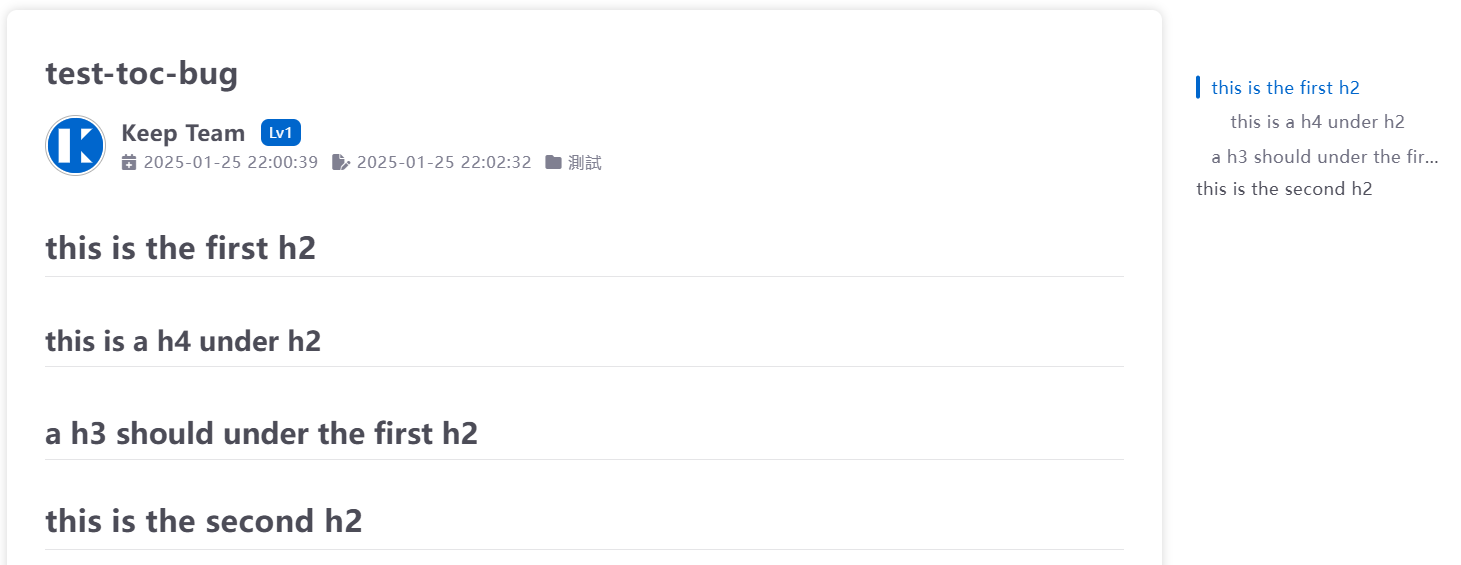 test-toc-bug
Keep Team Lv1
2025-01-25 22:00:39 2025-01-25 22:02:32 測試
this is the first h2
this is a h4 under h2
a h3 should under the first h2
this is the second h2
this is the first h2
this is a h4 under h2
a h3 should under the fir...
this is the second h2